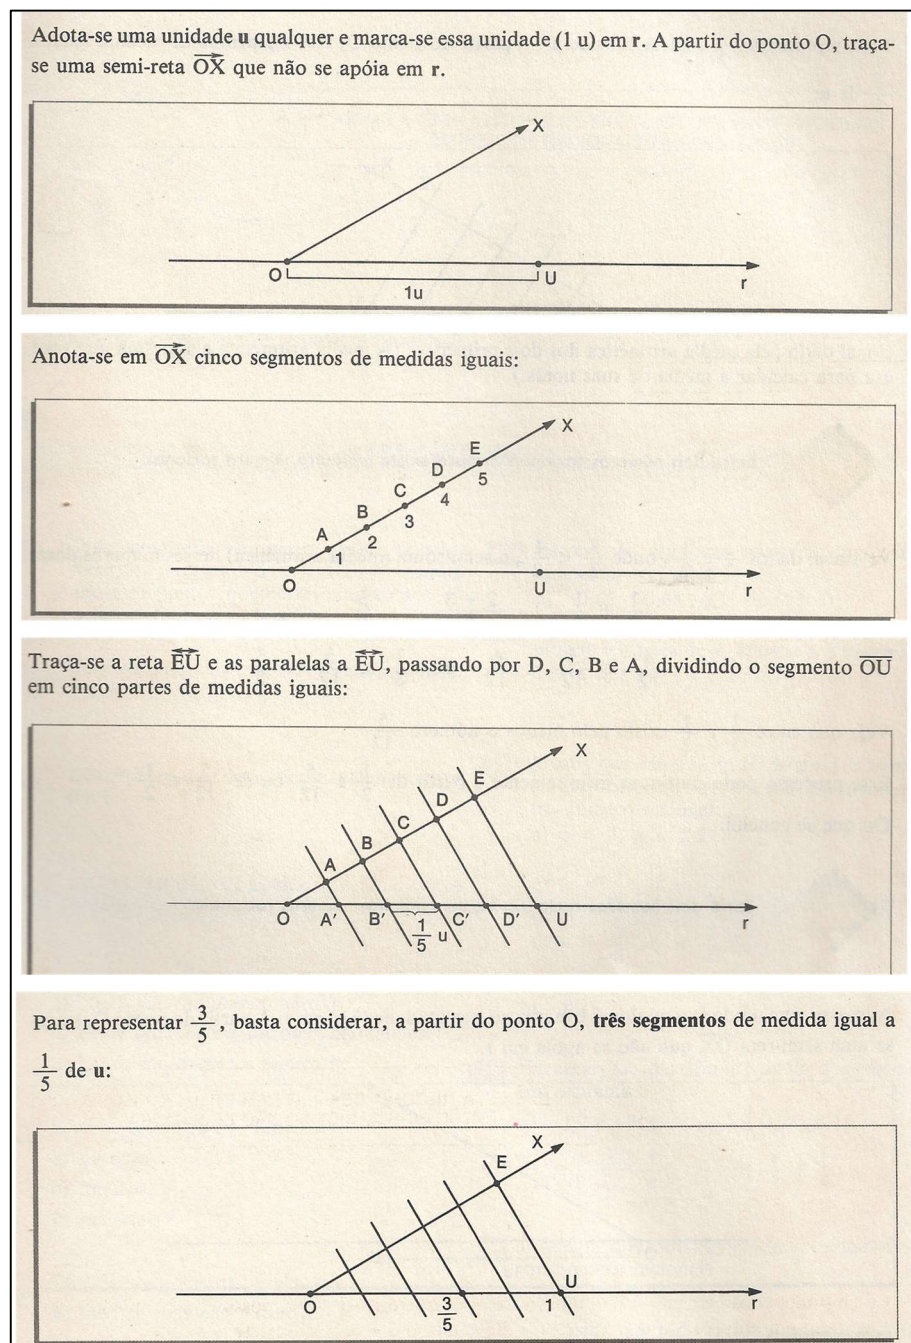 Adota-se uma unidade u qualquer e marca-se essa unidade (1 u) em r. A partir do ponto O, traça-
se uma semi-reta OX que não se apóia em r.
X
O
U
r
1u
Anota-se em OX cinco segmentos de medidas iguais:
X
E
D
5
C
4
B
3
A
2
1
O
U
r
Traça-se a reta EU e as paralelas a EU, passando por D, C, B e A, dividindo o segmento OU
em cinco partes de medidas iguais:
X
E
D
C
B
A
O A′ B′ C′ D′ U r
1/5 u
Para representar 3/5, basta considerar, a partir do ponto O, três segmentos de medida igual a
1/5 de u:
X
E
U
O 3/5 1 r